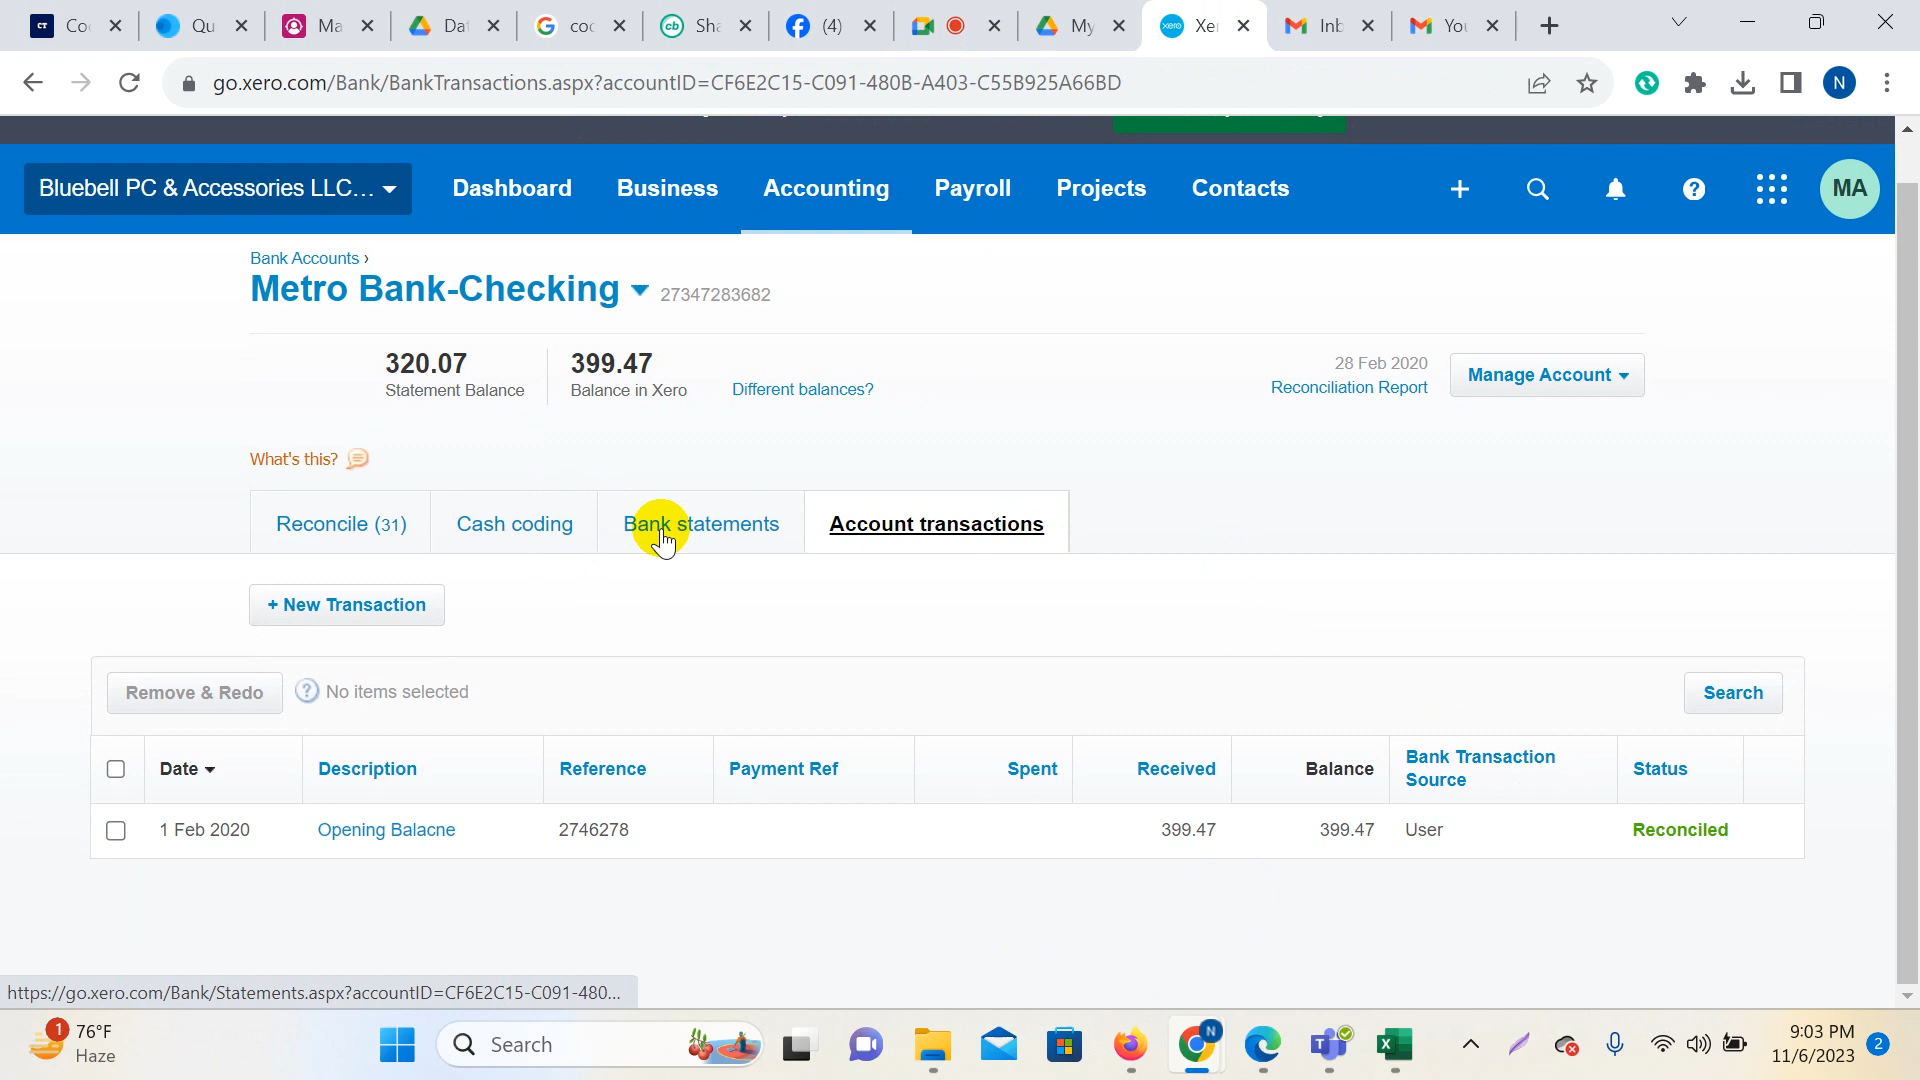 Co
Qu
Ma
Dat
coc
Sha
(4)
My
Xer
Inb
You
go.xero.com/Bank/BankTransactions.aspx?accountID=CF6E2C15-C091-480B-A403-C55B925A66BD
N
Bluebell PC & Accessories LLC...
Dashboard
Business
Accounting
Payroll
Projects
Contacts
MA
Bank Accounts ›
Metro Bank-Checking 27347283682
320.07
Statement Balance
399.47
Balance in Xero
Different balances?
28 Feb 2020
Reconciliation Report
Manage Account
What's this?
Reconcile (31)
Cash coding
Bank statements
Account transactions
+ New Transaction
Remove & Redo
No items selected
Search
Date Description Reference Payment Ref Spent Received Balance Bank Transaction Source Status
1 Feb 2020 Opening Balacne 2746278 399.47 399.47 User Reconciled
https://go.xero.com/Bank/Statements.aspx?accountID=CF6E2C15-C091-480...
1
76°F
Haze
Search
N
9:03 PM
11/6/2023
2